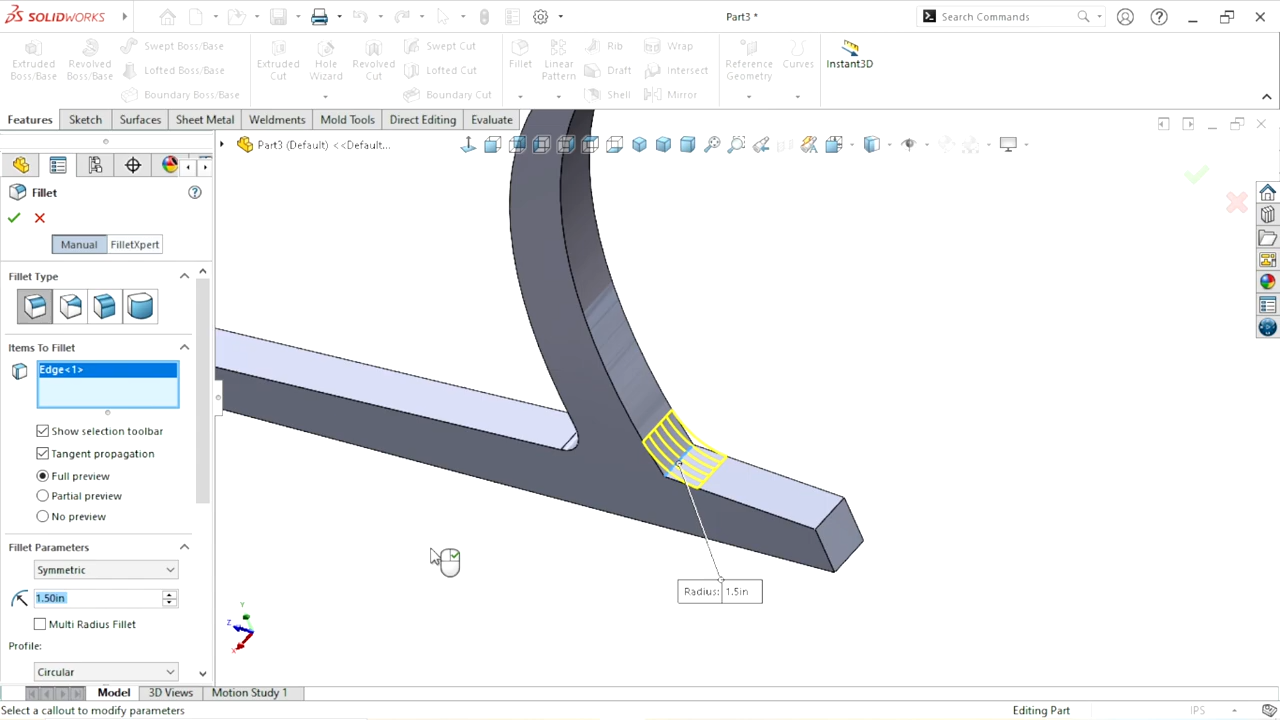 SOLIDWORKS
Part3 *
Search Commands
Extruded Boss/Base
Revolved Boss/Base
Swept Boss/Base
Lofted Boss/Base
Boundary Boss/Base
Extruded Cut
Hole Wizard
Revolved Cut
Swept Cut
Lofted Cut
Boundary Cut
Fillet
Linear Pattern
Rib
Draft
Shell
Wrap
Intersect
Mirror
Reference Geometry
Curves
Instant3D
Features
Sketch
Surfaces
Sheet Metal
Weldments
Mold Tools
Direct Editing
Evaluate
Part3 (Default) <<Default...
Fillet
Manual
FilletXpert
Fillet Type
Items To Fillet
Edge<1>
Show selection toolbar
Tangent propagation
Full preview
Partial preview
No preview
Fillet Parameters
Symmetric
1.50in
Multi Radius Fillet
Profile:
Circular
Radius: 1.5in
Y
Z
X
Model
3D Views
Motion Study 1
Select a callout to modify parameters
Editing Part
IPS